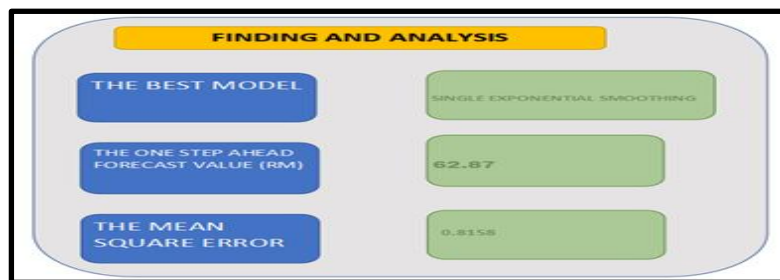 FINDING AND ANALYSIS
THE BEST MODEL
SINGLE EXPONENTIAL SMOOTHING
THE ONE STEP AHEAD
FORECAST VALUE (RM)
62.87
THE MEAN
SQUARE ERROR
0.8158